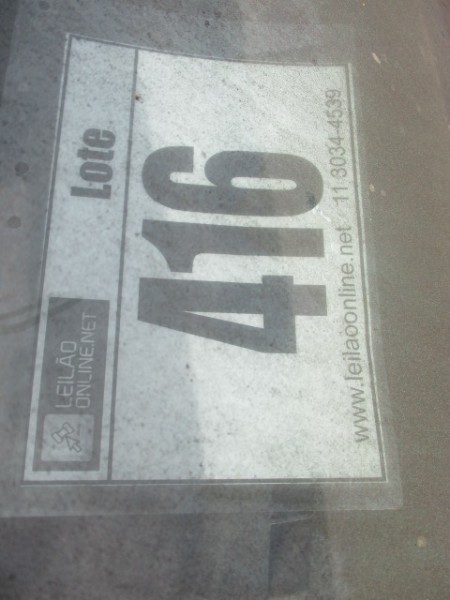 LEILÃO
ONLINE.NET
Lote
416
www.leilaoonline.net 11 3034-4539